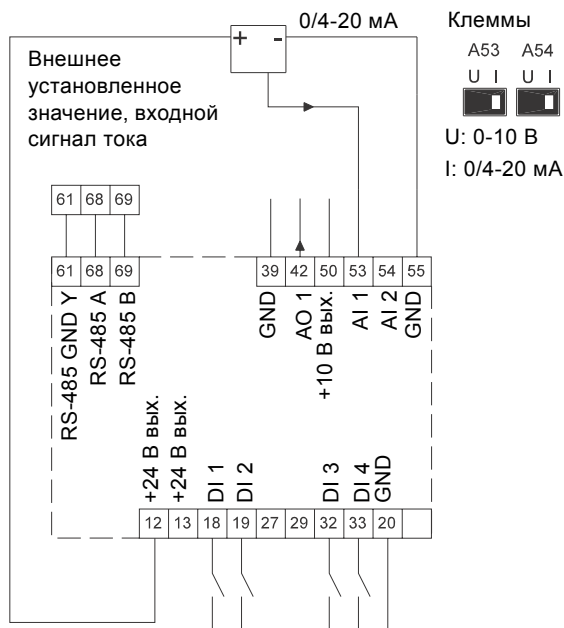 + -
0/4-20 мА
Клеммы
A53 A54
U I U I
U: 0-10 В
I: 0/4-20 мА
Внешнее
установленное
значение, входной
сигнал тока
61 68 69
61 68 69
39 42 50 53 54 55
RS-485 GND Y
RS-485 A
RS-485 B
GND
AO 1
+10 В вых.
AI 1
AI 2
GND
+24 В вых.
+24 В вых.
DI 1
DI 2
DI 3
DI 4
GND
12 13 18 19 27 29 32 33 20